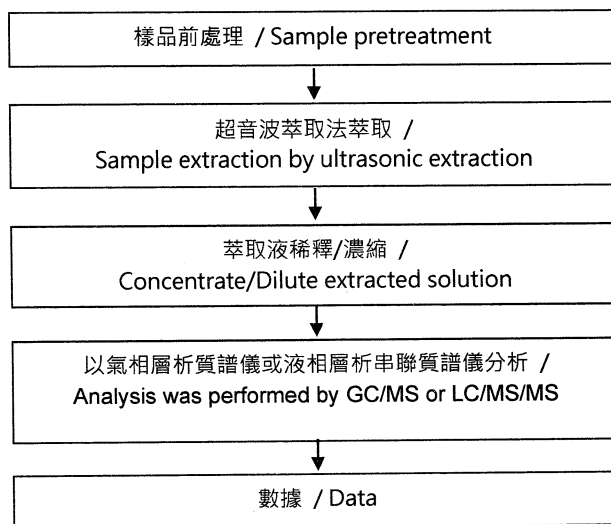 樣品前處理 / Sample pretreatment
超音波萃取法萃取 /
Sample extraction by ultrasonic extraction
萃取液稀釋/濃縮 /
Concentrate/Dilute extracted solution
以氣相層析質譜儀或液相層析串聯質譜儀分析 /
Analysis was performed by GC/MS or LC/MS/MS
數據 / Data